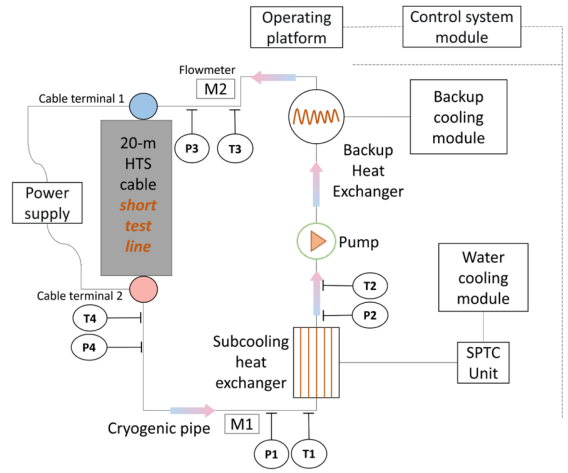 Operating
platform
Control system
module
Flowmeter
M2
Cable terminal 1
P3
T3
Backup
cooling
module
20-m
HTS
cable
short
test
line
Backup
Heat
Exchanger
Power
supply
Pump
Water
cooling
module
Cable terminal 2
T2
T4
P2
P4
Subcooling
heat
exchanger
SPTC
Unit
Cryogenic pipe
M1
P1
T1